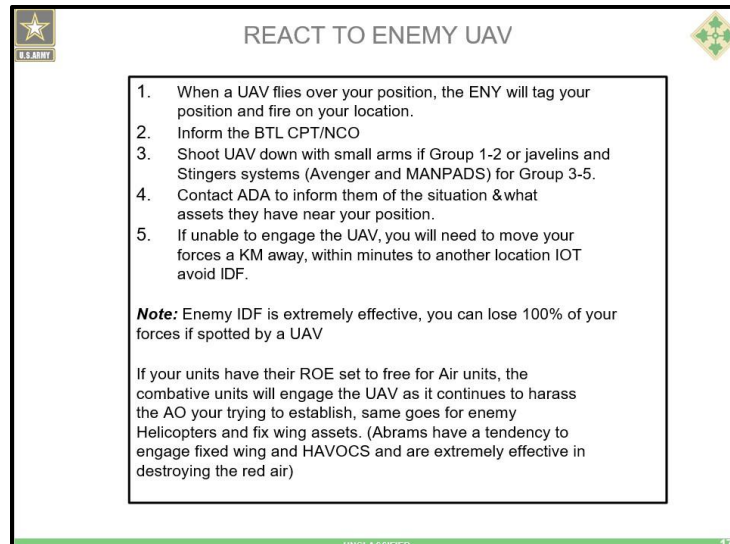 REACT TO ENEMY UAV
U.S.ARMY
1. When a UAV flies over your position, the ENY will tag your
position and fire on your location.
2. Inform the BTL CPT/NCO
3. Shoot UAV down with small arms if Group 1-2 or javelins and
Stingers systems (Avenger and MANPADS) for Group 3-5.
4. Contact ADA to inform them of the situation &what
assets they have near your position.
5. If unable to engage the UAV, you will need to move your
forces a KM away, within minutes to another location IOT
avoid IDF.
Note: Enemy IDF is extremely effective, you can lose 100% of your
forces if spotted by a UAV
If your units have their ROE set to free for Air units, the
combative units will engage the UAV as it continues to harass
the AO your trying to establish, same goes for enemy
Helicopters and fix wing assets. (Abrams have a tendency to
engage fixed wing and HAVOCS and are extremely effective in
destroying the red air)
UNCLASSIFIED